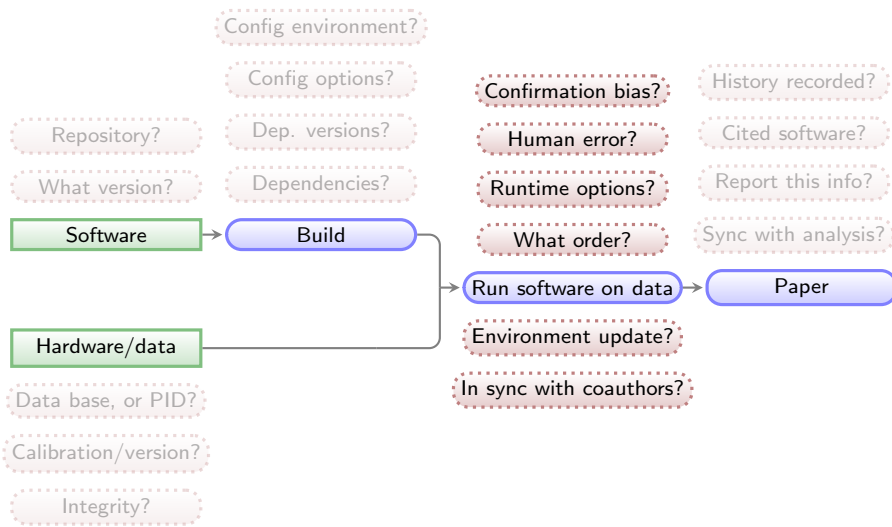 Config environment?
Config options?
Dep. versions?
Dependencies?
Repository?
What version?
Software
Build
Confirmation bias?
Human error?
Runtime options?
What order?
Run software on data
Environment update?
In sync with coauthors?
History recorded?
Cited software?
Report this info?
Sync with analysis?
Paper
Hardware/data
Data base, or PID?
Calibration/version?
Integrity?